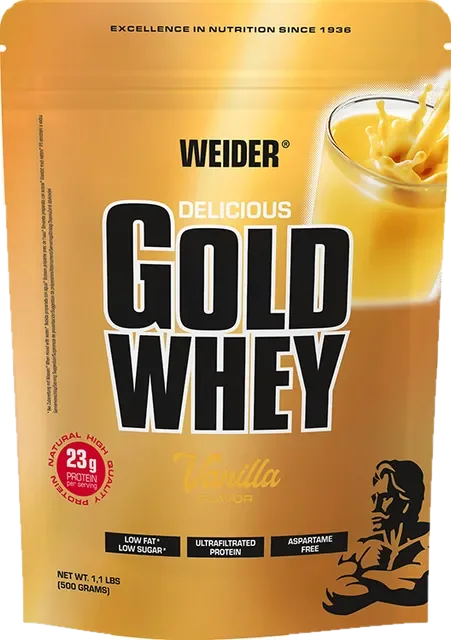 EXCELLENCE IN NUTRITION SINCE 1936
WEIDER®
DELICIOUS
GOLD
WHEY
Vanilla
FLAVOR
NATURAL HIGH QUALITY PROTEIN
23g
PROTEIN
per serving
LOW FAT*
LOW SUGAR*
ULTRAFILTRATED
PROTEIN
ASPARTAME
FREE
NET WT. 1,1 LBS
(500 GRAMS)